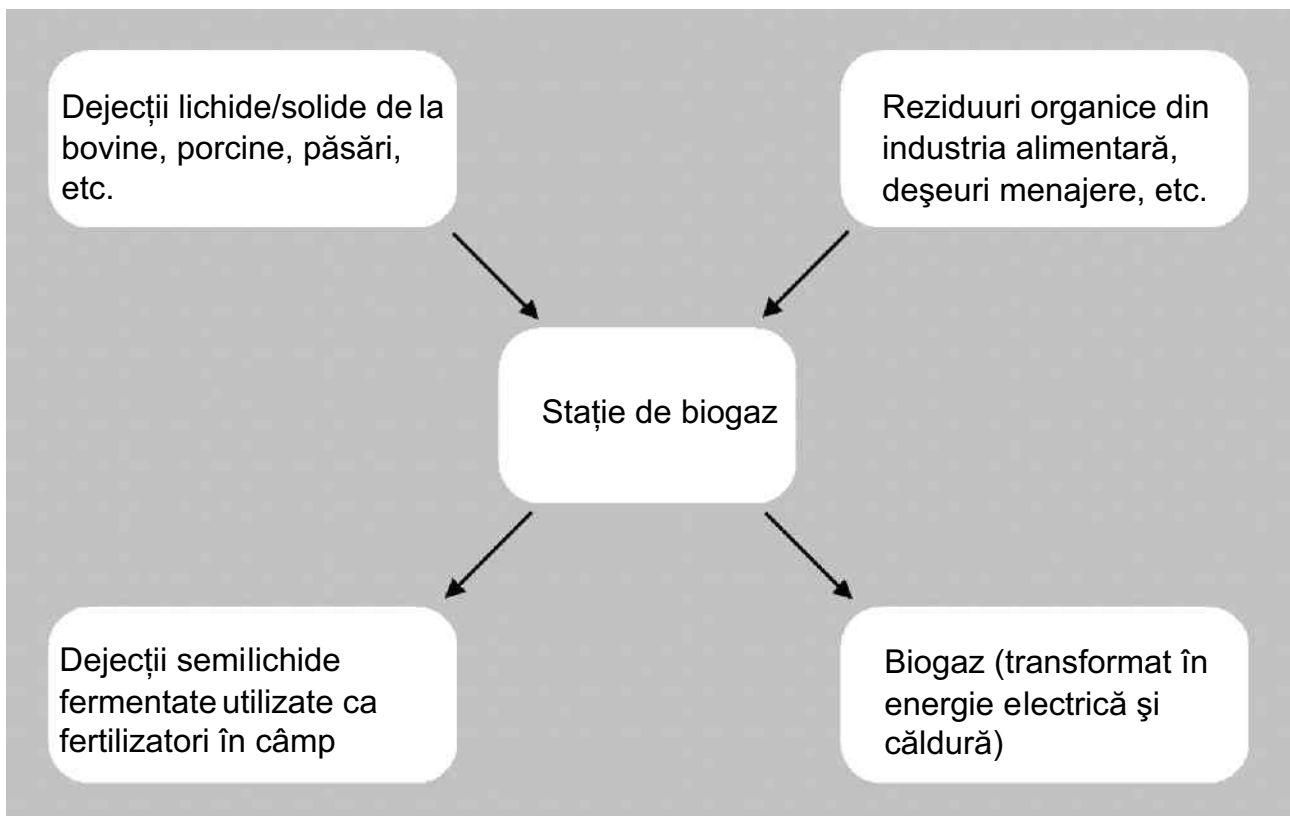 Dejecții lichide/solide de la
bovine, porcine, păsări,
etc.
Reziduuri organice din
industria alimentară,
deşeuri menajere, etc.
Stație de biogaz
Dejecții semilichide
fermentate utilizate ca
fertilizatori în câmp
Biogaz (transformat în
energie electrică şi
căldură)